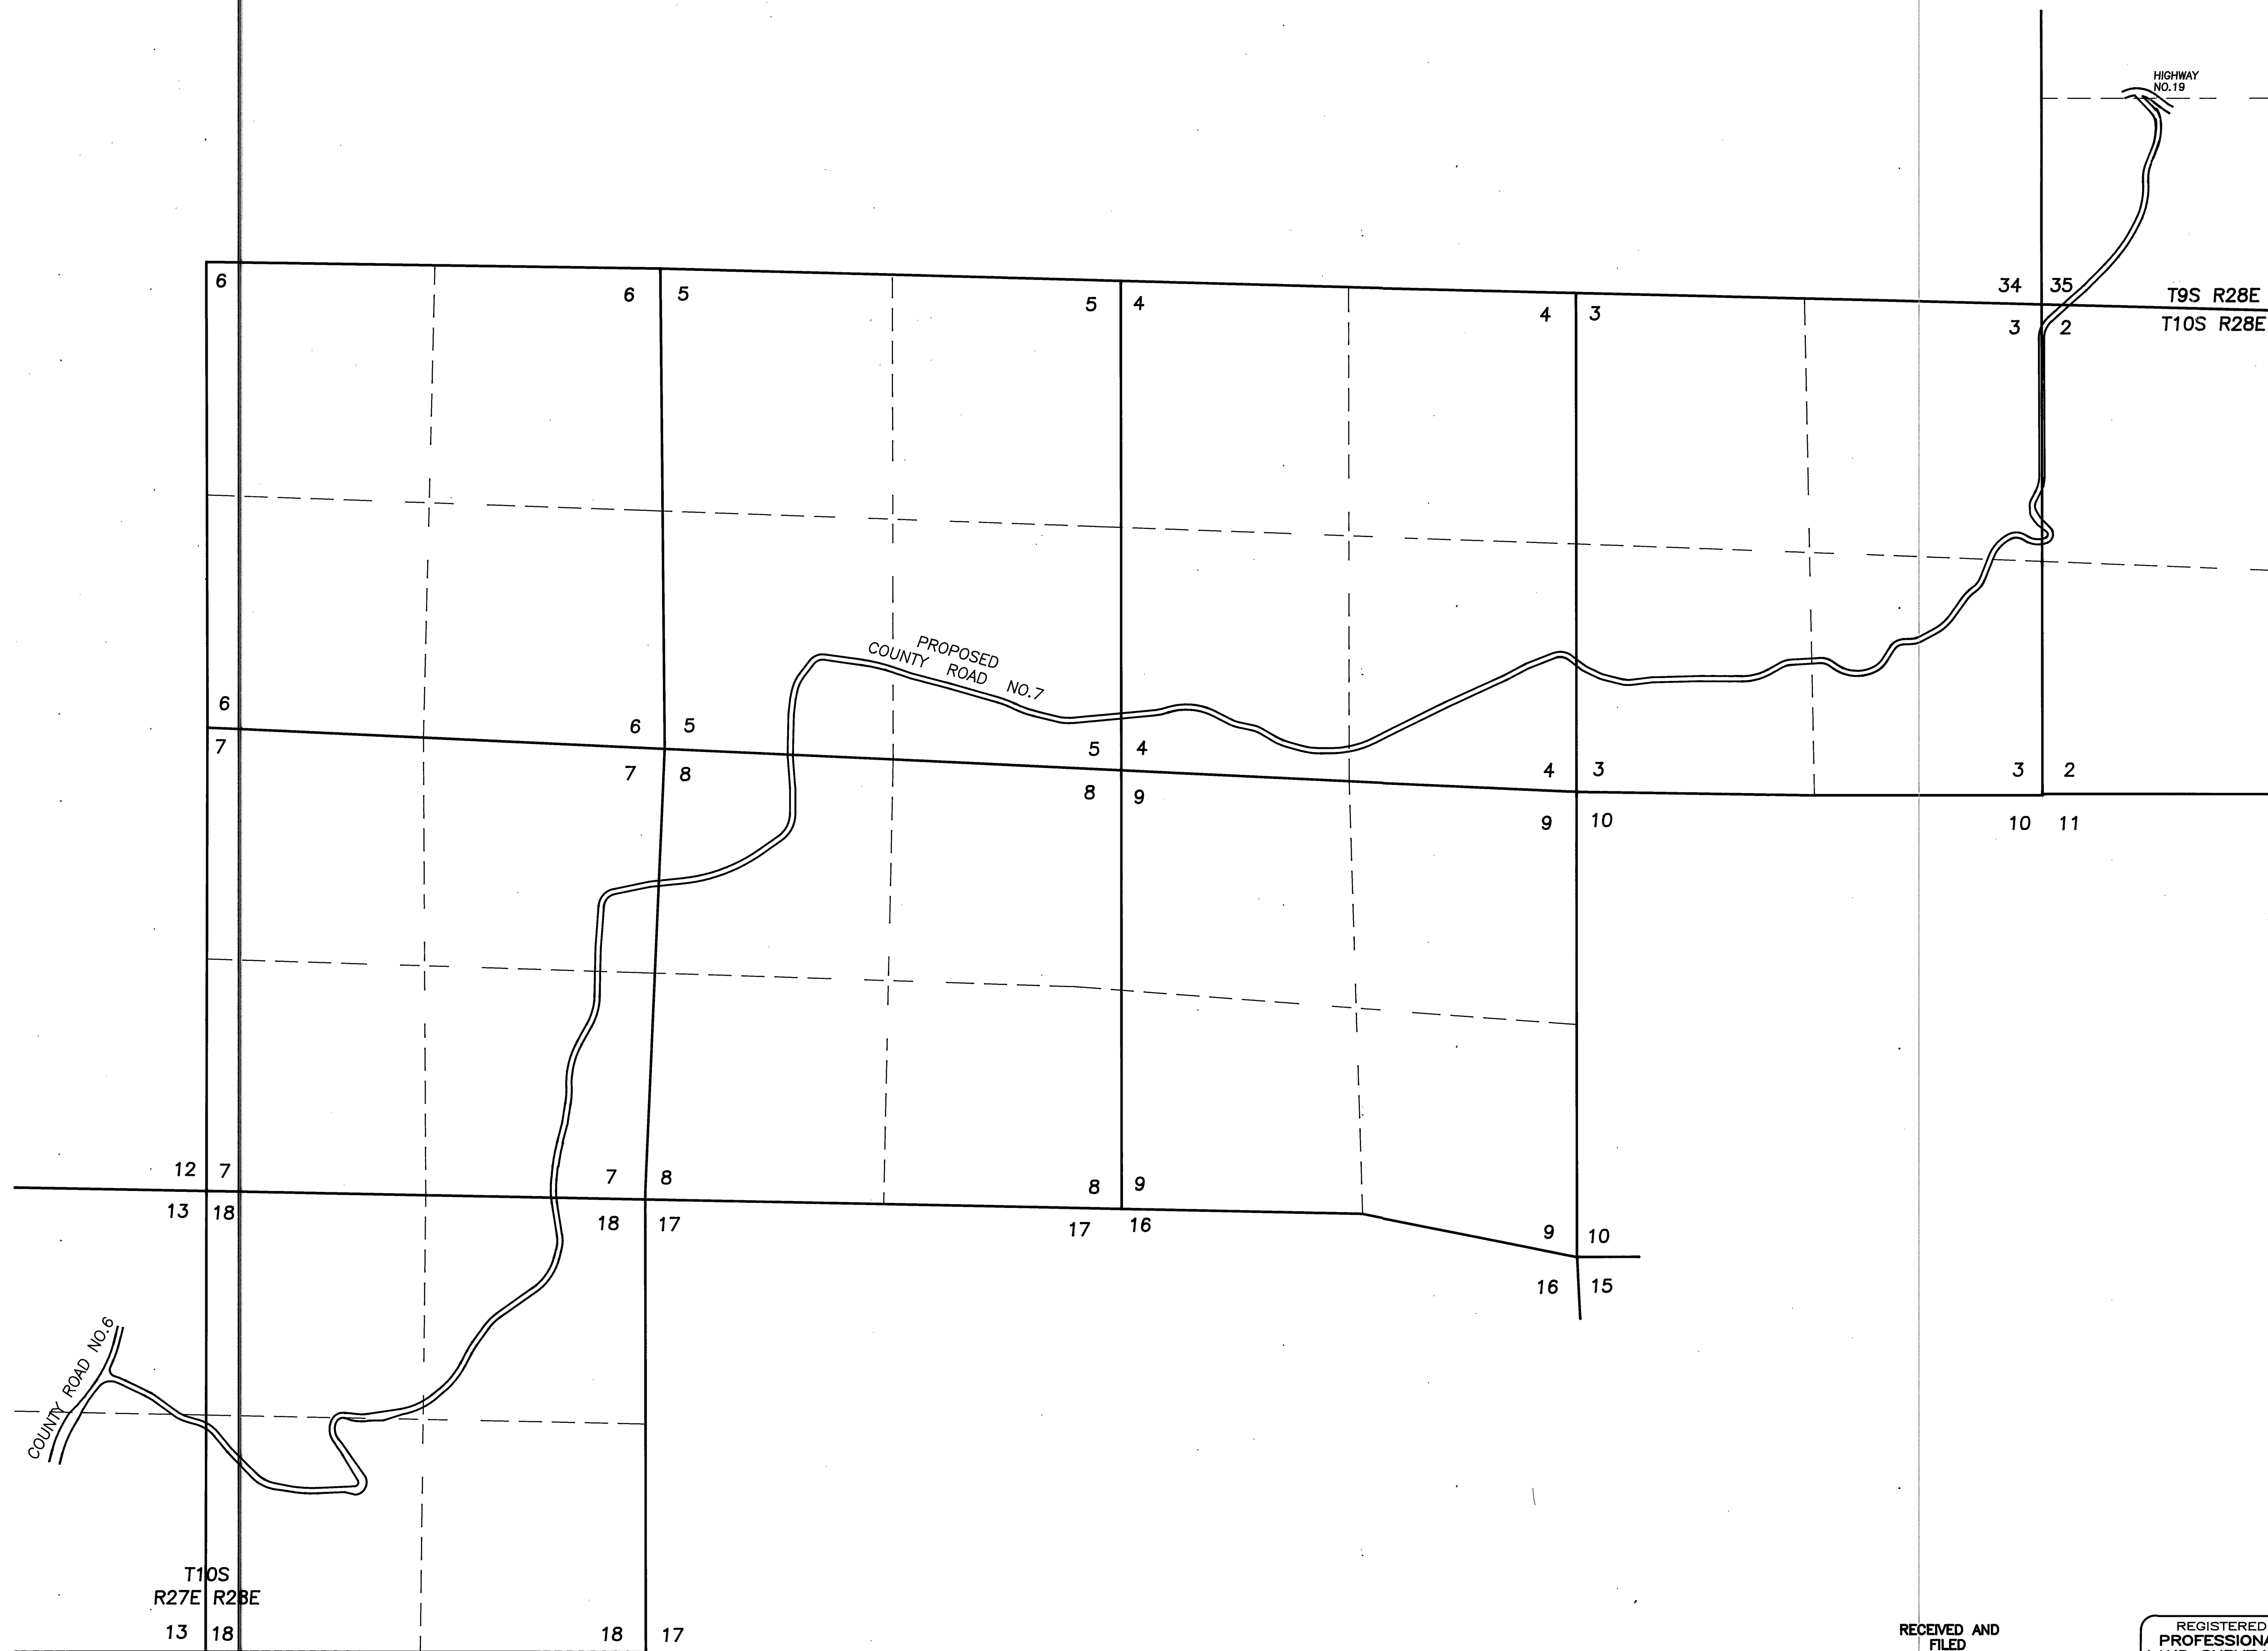 HIGHWAY
NO.19
34 35
T9S R28E
3 2
T10S R28E
6
6 5
5 4
4 3
PROPOSED
COUNTY ROAD NO.7
6
7
6 5
7 8
5 4
8 9
4 3
9 10
3 2
10 11
12 7
13 18
7 8
18 17
8 9
17 16
9 10
16 15
COUNTY ROAD NO.6
T10S
R27E R28E
13 18
18 17
RECEIVED AND
FILED
REGISTERED